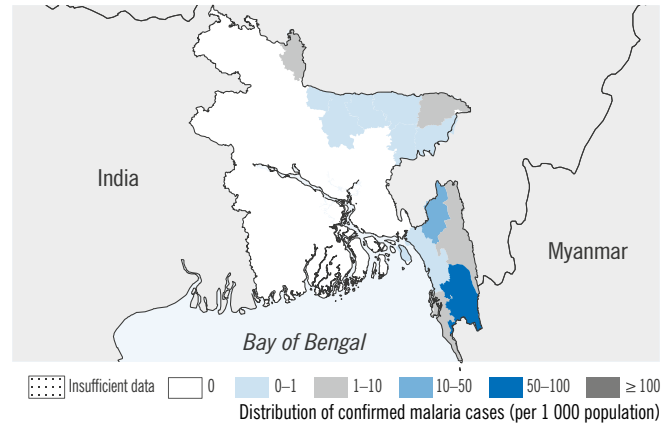 India
Myanmar
Bay of Bengal
Insufficient data 0 0–1 1–10 10–50 50–100 ≥ 100
Distribution of confirmed malaria cases (per 1 000 population)